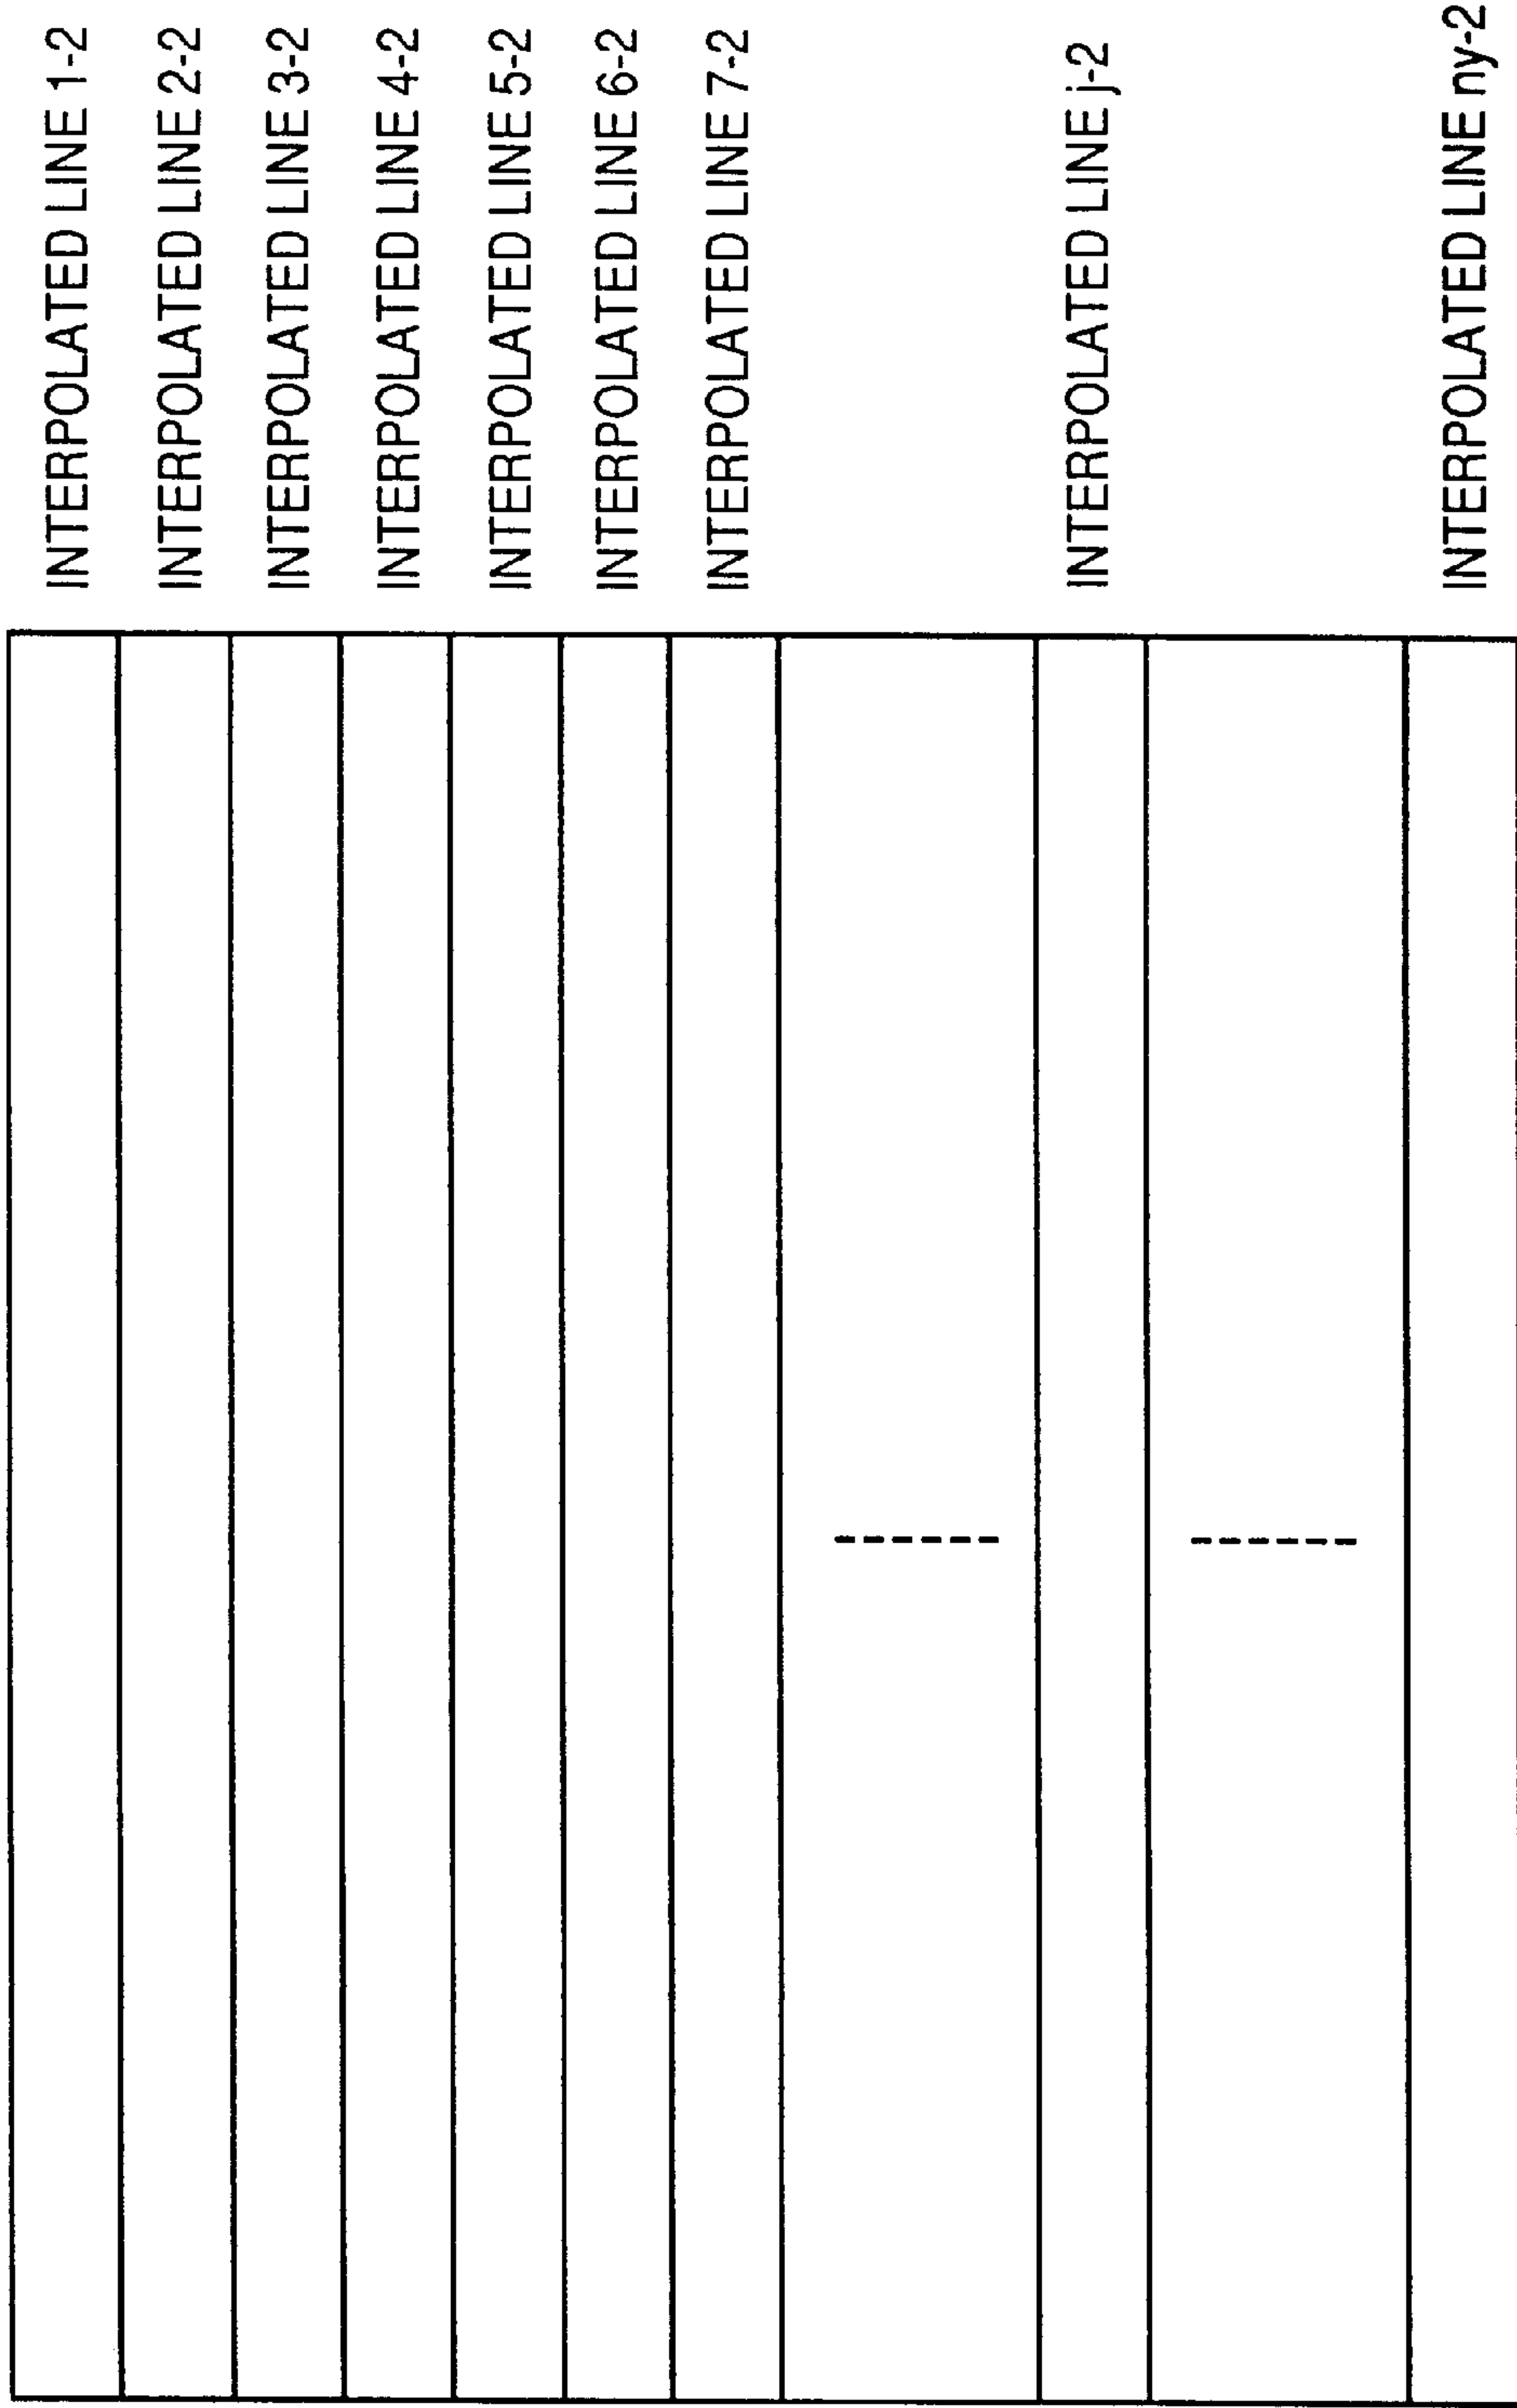 INTERPOLATED LINE 1-2
INTERPOLATED LINE 2-2
INTERPOLATED LINE 3-2
INTERPOLATED LINE 4-2
INTERPOLATED LINE 5-2
INTERPOLATED LINE 6-2
INTERPOLATED LINE 7-2
INTERPOLATED LINE j-2
INTERPOLATED LINE ny-2